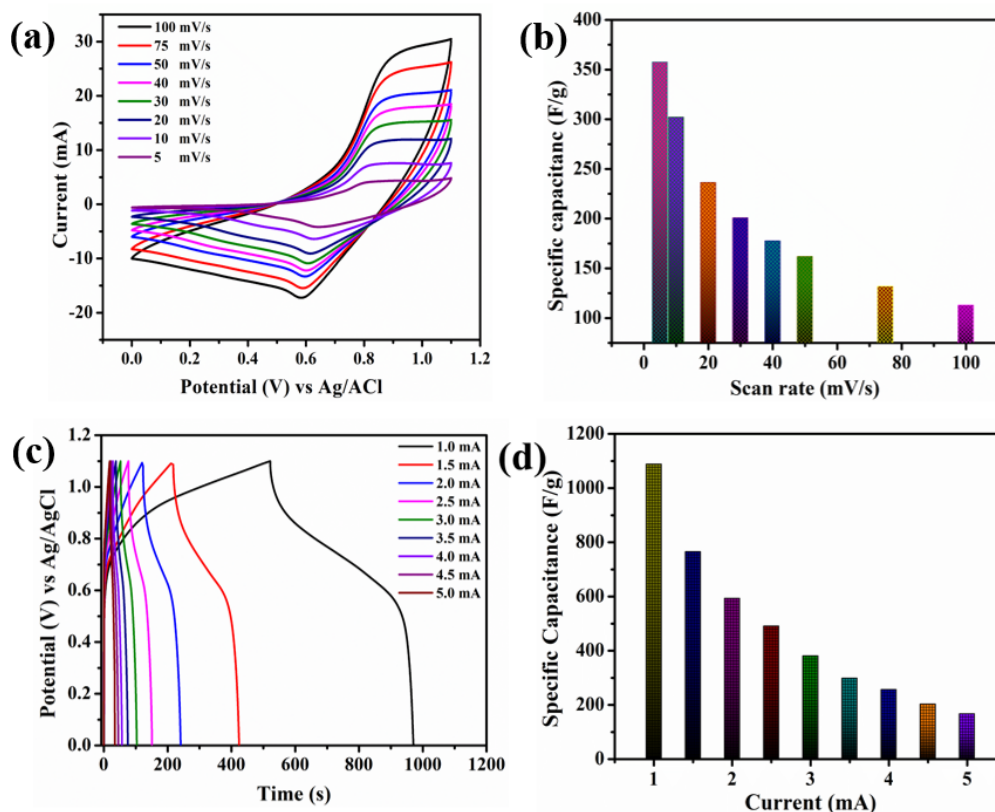 (a)
100 mV/s
75 mV/s
50 mV/s
40 mV/s
30 mV/s
20 mV/s
10 mV/s
5 mV/s
Current (mA)
40
30
20
10
0
-10
-20
0.0 0.2 0.4 0.6 0.8 1.0 1.2
Potential (V) vs Ag/ACl
(b)
Specific capacitanc (F/g)
400
350
300
250
200
150
100
0 20 40 60 80 100
Scan rate (mV/s)
(c)
1.0 mA
1.5 mA
2.0 mA
2.5 mA
3.0 mA
3.5 mA
4.0 mA
4.5 mA
5.0 mA
Potential (V) vs Ag/AgCl
1.2
1.0
0.8
0.6
0.4
0.2
0.0
0 200 400 600 800 1000 1200
Time (s)
(d)
Specific Capacitance (F/g)
1200
1000
800
600
400
200
0
1 2 3 4 5
Current (mA)